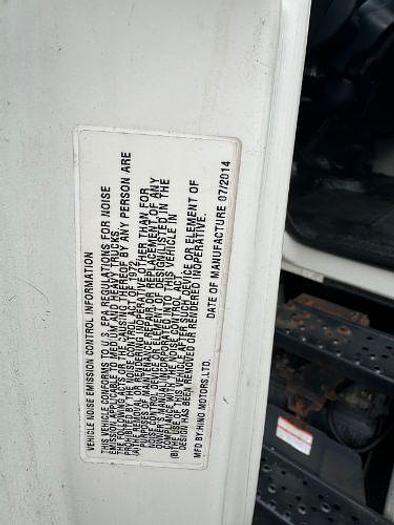 VEHICLE NOISE EMISSION CONTROL INFORMATION
THIS VEHICLE CONFORMS TO U.S. EPA REGULATIONS FOR NOISE
EMISSION APPLICABLE TO MEDIUM AND HEAVY TRUCKS.
THE FOLLOWING ACTS OR THE CAUSING THEREOF BY ANY PERSON ARE
PROHIBITED BY THE NOISE CONTROL ACT OF 1972.
(A)THE REMOVAL OR RENDERING INOPERATIVE, OTHER THAN FOR
PURPOSES OF MAINTENANCE, REPAIR OR REPLACEMENT, OF ANY
NOISE CONTROL DEVICE OR ELEMENT OF DESIGN(LISTED IN THE
OWNER'S MANUAL)INCORPORATED INTO THIS VEHICLE IN
COMPLIANCE WITH THE NOISE CONTROL ACT.
(B)THE USE OF THIS VEHICLE AFTER SUCH DEVICE OR ELEMENT OF
DESIGN HAS BEEN REMOVED OR RENDERED INOPERATIVE.
MFD BY:HINO MOTORS,LTD. DATE OF MANUFACTURE 07/2014